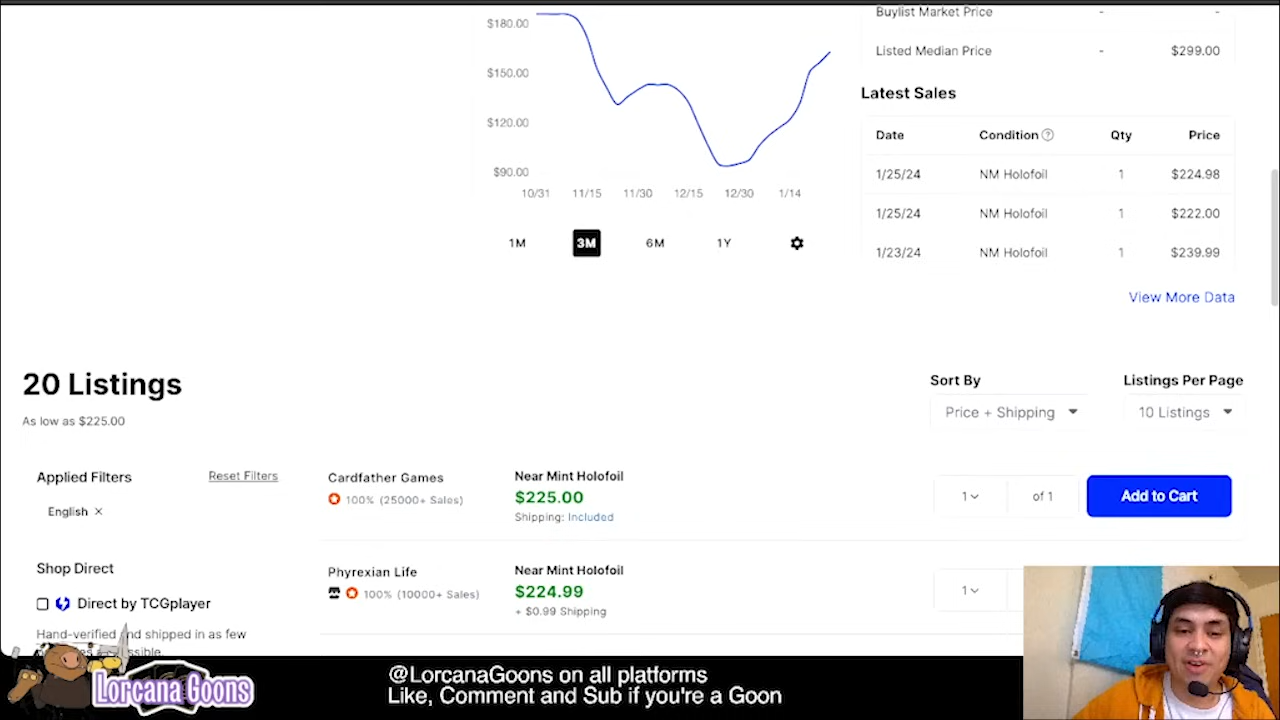 $180.00
$150.00
$120.00
$90.00
10/31 11/15 11/30 12/15 12/30 1/14
1M 3M 6M 1Y
Buylist Market Price - -
Listed Median Price - $299.00
Latest Sales
Date Condition ? Qty Price
1/25/24 NM Holofoil 1 $224.98
1/25/24 NM Holofoil 1 $222.00
1/23/24 NM Holofoil 1 $239.99
View More Data
20 Listings
As low as $225.00
Sort By
Price + Shipping
Listings Per Page
10 Listings
Applied Filters Reset Filters
English ×
Shop Direct
Direct by TCGplayer
Hand-verified and shipped in as few
Cardfather Games
100% (25000+ Sales)
Near Mint Holofoil
$225.00
Shipping: Included
1 of 1
Add to Cart
Phyrexian Life
100% (10000+ Sales)
Near Mint Holofoil
$224.99
+ $0.99 Shipping
1
Lorcana Goons
@LorcanaGoons on all platforms
Like, Comment and Sub if you're a Goon